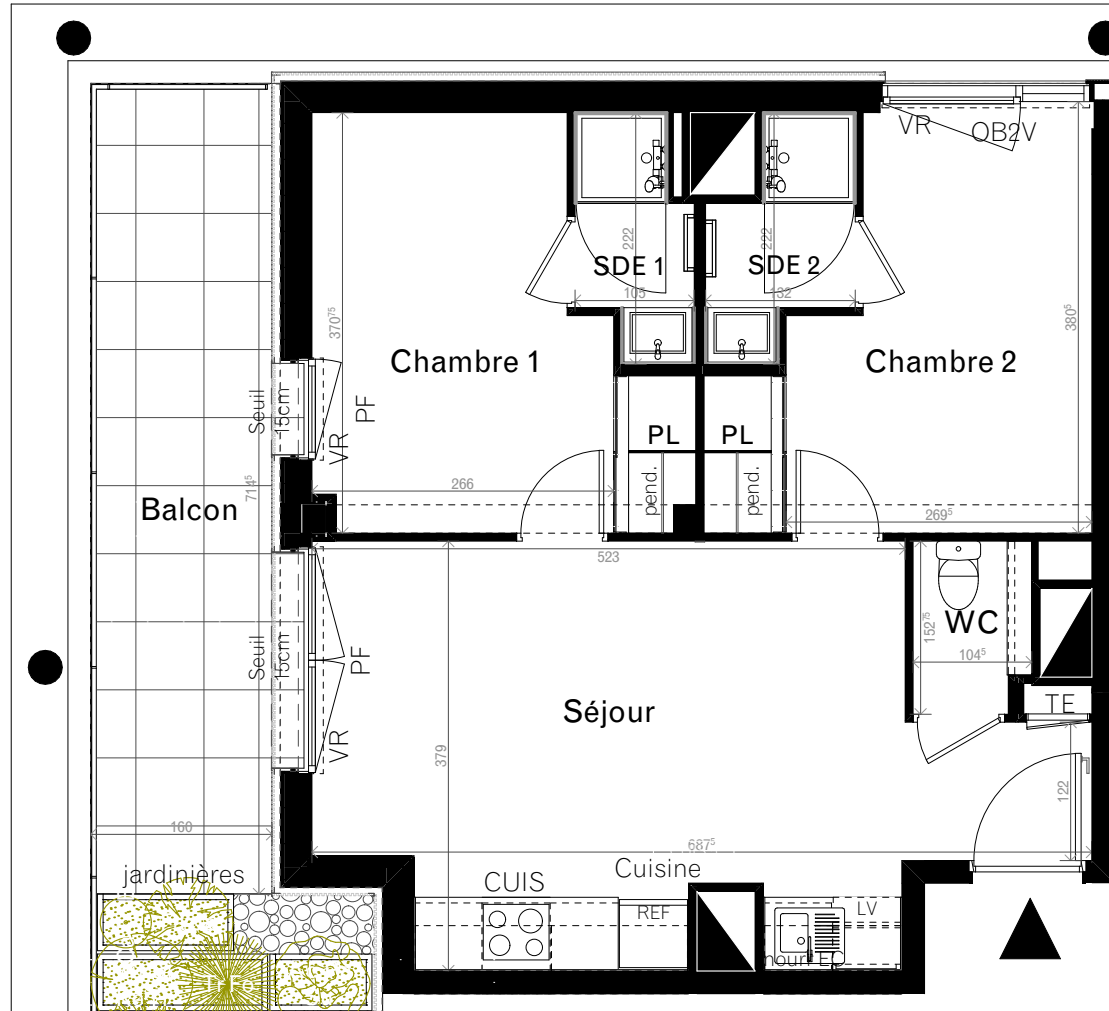 VR
OB2V
222
222
SDE 1
SDE 2
105
132
370⁷⁵
380⁵
Chambre 1
Chambre 2
Seuil
15cm
PF
VR
PL
PL
pend.
pend.
266
269⁵
714⁵
Balcon
523
WC
152⁷⁵
104⁵
Seuil
15cm
PF
VR
TE
Séjour
379
122
160
687⁵
jardinières
CUIS
Cuisine
REF
LV